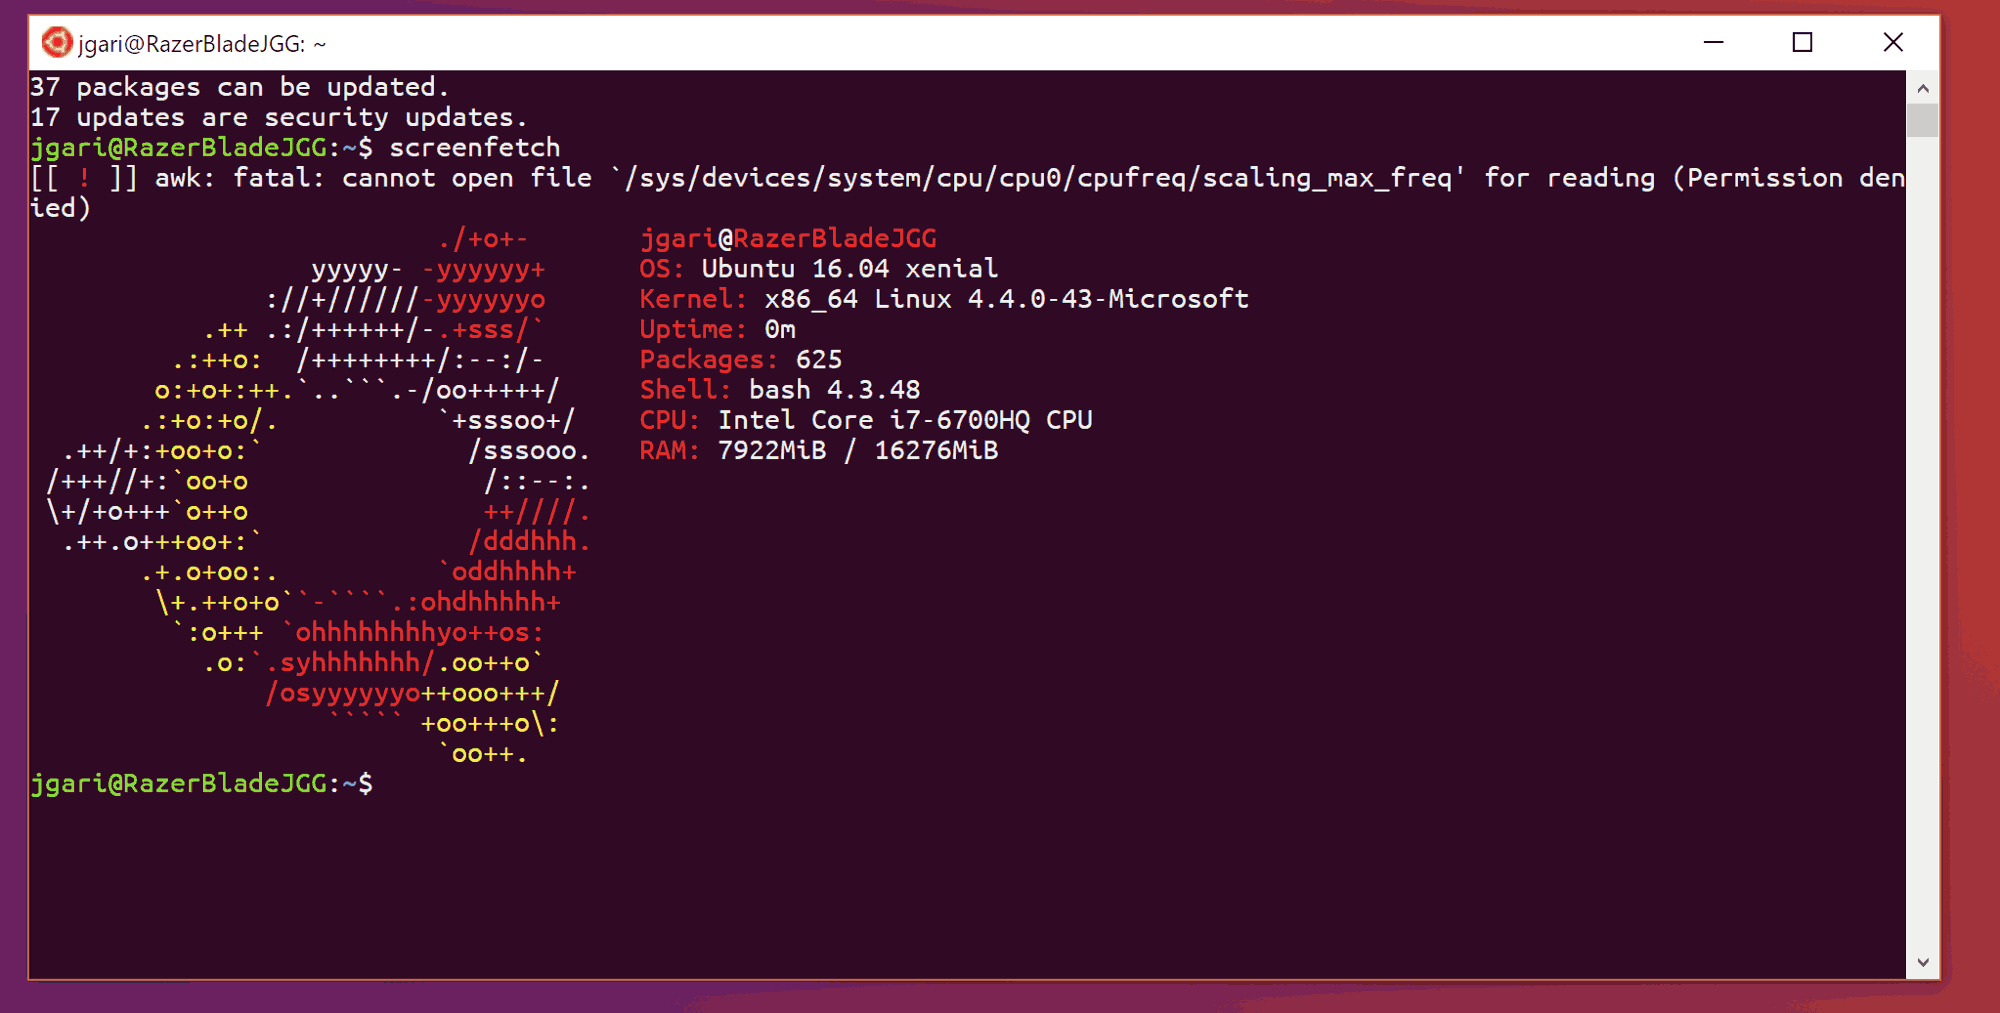 jgari@RazerBladeJGG: ~
37 packages can be updated.
17 updates are security updates.
jgari@RazerBladeJGG:~$ screenfetch
[[ ! ]] awk: fatal: cannot open file `/sys/devices/system/cpu/cpu0/cpufreq/scaling_max_freq' for reading (Permission den
ied)
                          ./+o+-       jgari@RazerBladeJGG
                  yyyyy- -yyyyyy+      OS: Ubuntu 16.04 xenial
               ://+//////-yyyyyyo      Kernel: x86_64 Linux 4.4.0-43-Microsoft
           .++ .:/++++++/-.+sss/`      Uptime: 0m
         .:++o:  /++++++++/:--:/-      Packages: 625
        o:+o+:++.`..```.-/oo+++++/     Shell: bash 4.3.48
       .:+o:+o/.          `+sssoo+/    CPU: Intel Core i7-6700HQ CPU
  .++/+:+oo+o:`             /sssooo.   RAM: 7922MiB / 16276MiB
 /+++//+:`oo+o               /::--:.
 \+/+o+++`o++o               ++////.
  .++.o+++oo+:`             /dddhhh.
       .+.o+oo:.          `oddhhhh+
        \+.++o+o``-````.:ohdhhhhh+
         `:o+++ `ohhhhhhhhyo++os:
           .o:`.syhhhhhhh/.oo++o`
               /osyyyyyyo++ooo+++/
                   ````` +oo+++o\:
                          `oo++.
jgari@RazerBladeJGG:~$